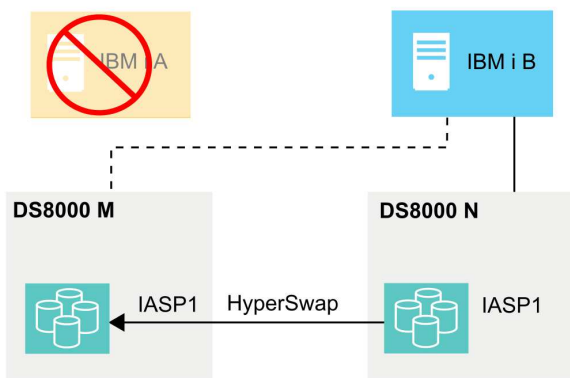 IBM i A
IBM i B
DS8000 M
DS8000 N
IASP1
HyperSwap
IASP1